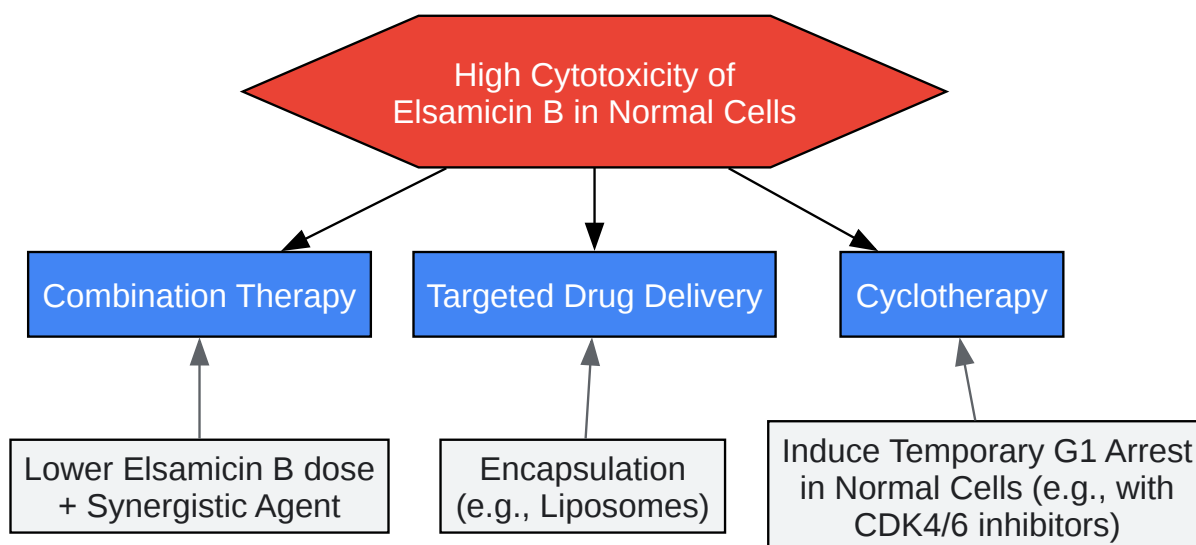 High Cytotoxicity of
Elsamicin B in Normal Cells
Combination Therapy
Targeted Drug Delivery
Cyclotherapy
Lower Elsamicin B dose
+ Synergistic Agent
Encapsulation
(e.g., Liposomes)
Induce Temporary G1 Arrest
in Normal Cells (e.g., with
CDK4/6 inhibitors)